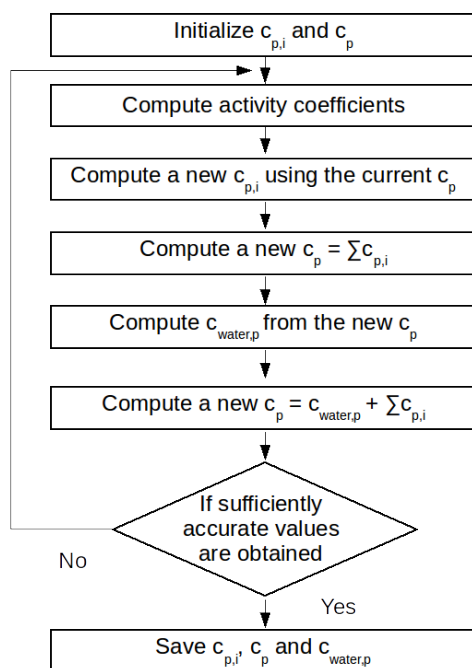 Initialize c_p,i and c_p
Compute activity coefficients
Compute a new c_p,i using the current c_p
Compute a new c_p = ∑c_p,i
Compute c_water,p from the new c_p
Compute a new c_p = c_water,p + ∑c_p,i
If sufficiently
accurate values
are obtained
No
Yes
Save c_p,i, c_p and c_water,p